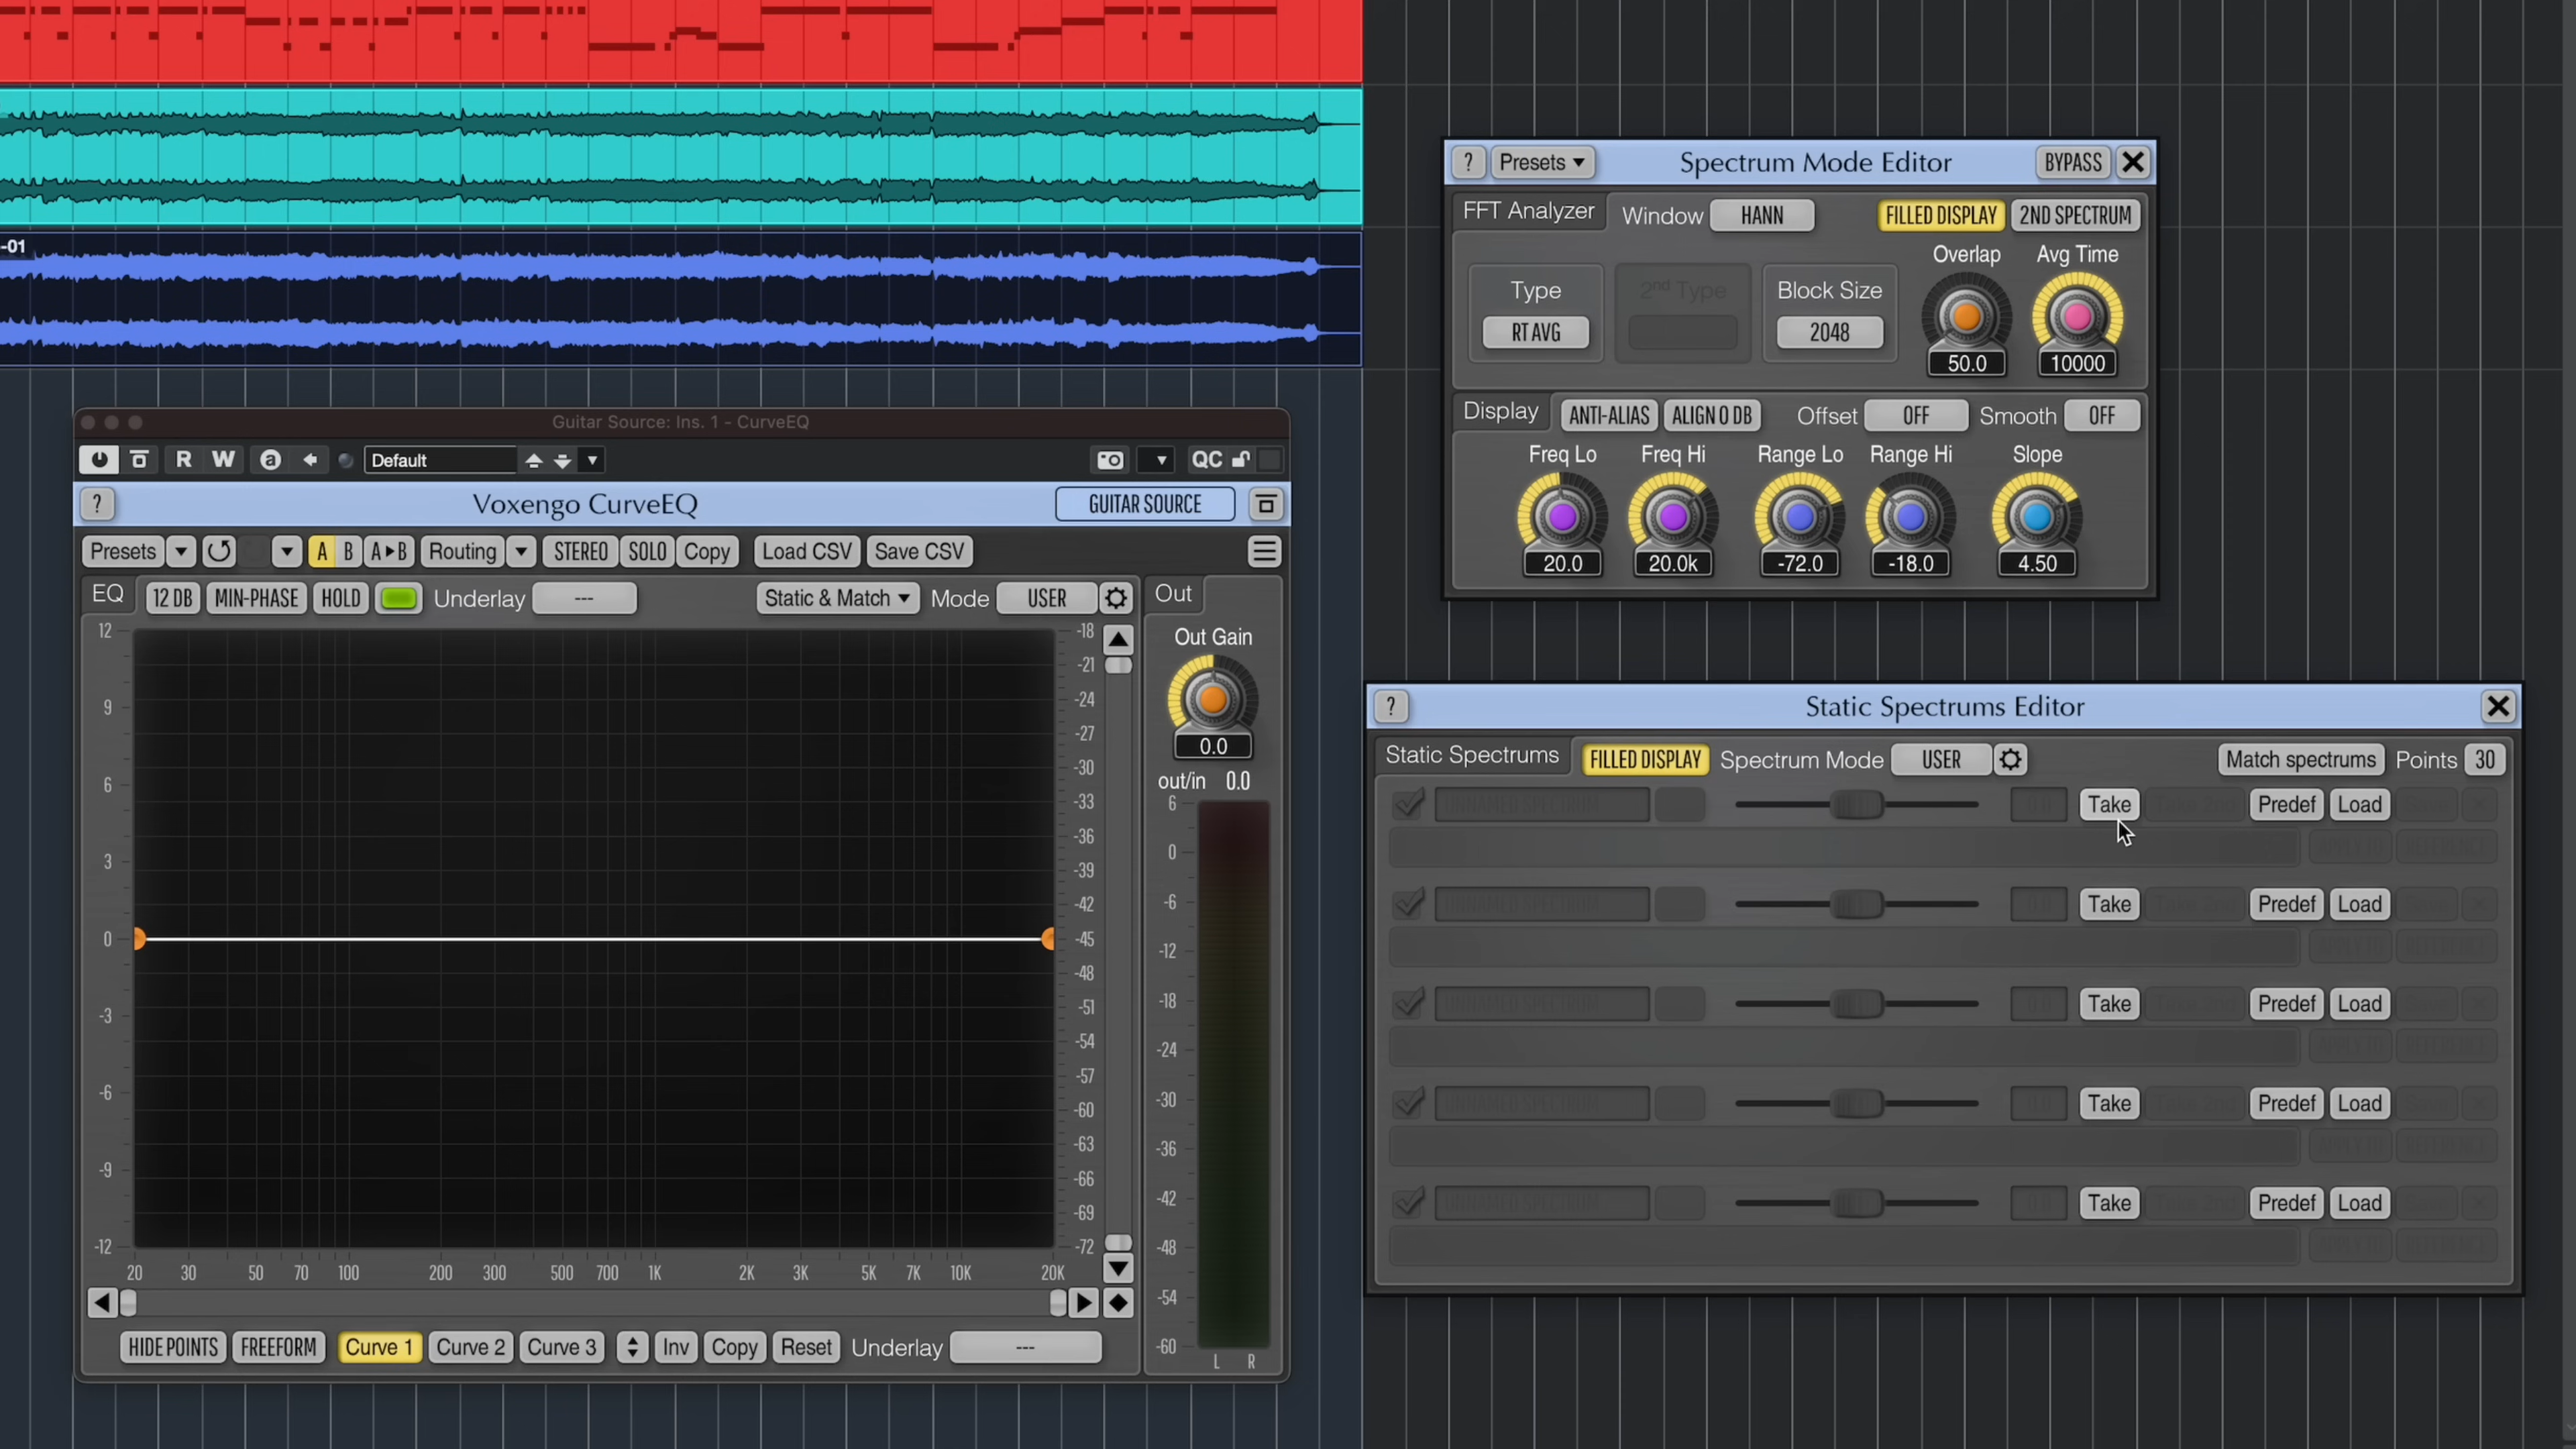 -01
Guitar Source: Ins. 1 - CurveEQ
R W a Default QC
? Voxengo CurveEQ GUITAR SOURCE
Presets A B A▸B Routing STEREO SOLO Copy Load CSV Save CSV
EQ 12 DB MIN-PHASE HOLD Underlay --- Static & Match Mode USER Out
12 9 6 3 0 -3 -6 -9 -12
-18 -21 -24 -27 -30 -33 -36 -39 -42 -45 -48 -51 -54 -57 -60 -63 -66 -69 -72
20 30 50 70 100 200 300 500 700 1K 2K 3K 5K 7K 10K 20K
HIDE POINTS FREEFORM Curve 1 Curve 2 Curve 3 Inv Copy Reset Underlay ---
Out Gain
0.0
out/in 0.0
6 0 -6 -12 -18 -24 -30 -36 -42 -48 -54 -60
L R
? Presets Spectrum Mode Editor BYPASS
FFT Analyzer Window HANN FILLED DISPLAY 2ND SPECTRUM
Overlap Avg Time
Type 2nd Type Block Size
RT AVG 2048
50.0 10000
Display ANTI-ALIAS ALIGN 0 DB Offset OFF Smooth OFF
Freq Lo Freq Hi Range Lo Range Hi Slope
20.0 20.0k -72.0 -18.0 4.50
? Static Spectrums Editor
Static Spectrums FILLED DISPLAY Spectrum Mode USER Match spectrums Points 30
Take Predef Load
Take Predef Load
Take Predef Load
Take Predef Load
Take Predef Load